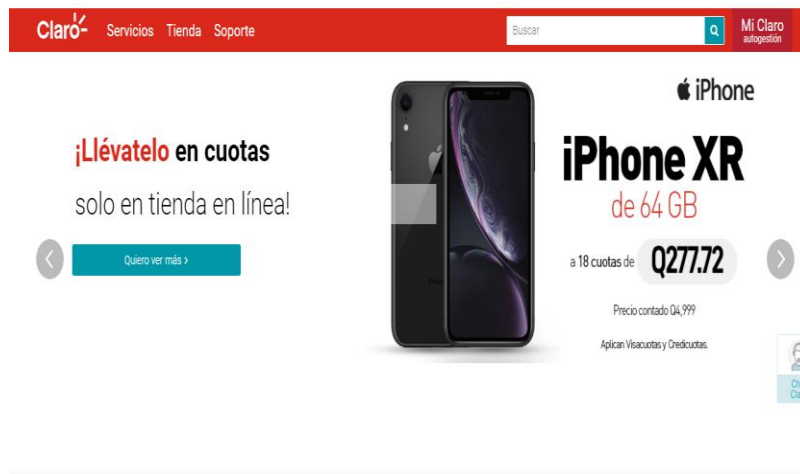 Claro-
Servicios Tienda Soporte
Buscar
Mi Claro
autogestión
iPhone
¡Llévatelo en cuotas
solo en tienda en línea!
Quiero ver más ›
iPhone XR
de 64 GB
a 18 cuotas de Q277.72
Precio contado Q4,999
Aplican Visacuotas y Credicuotas.